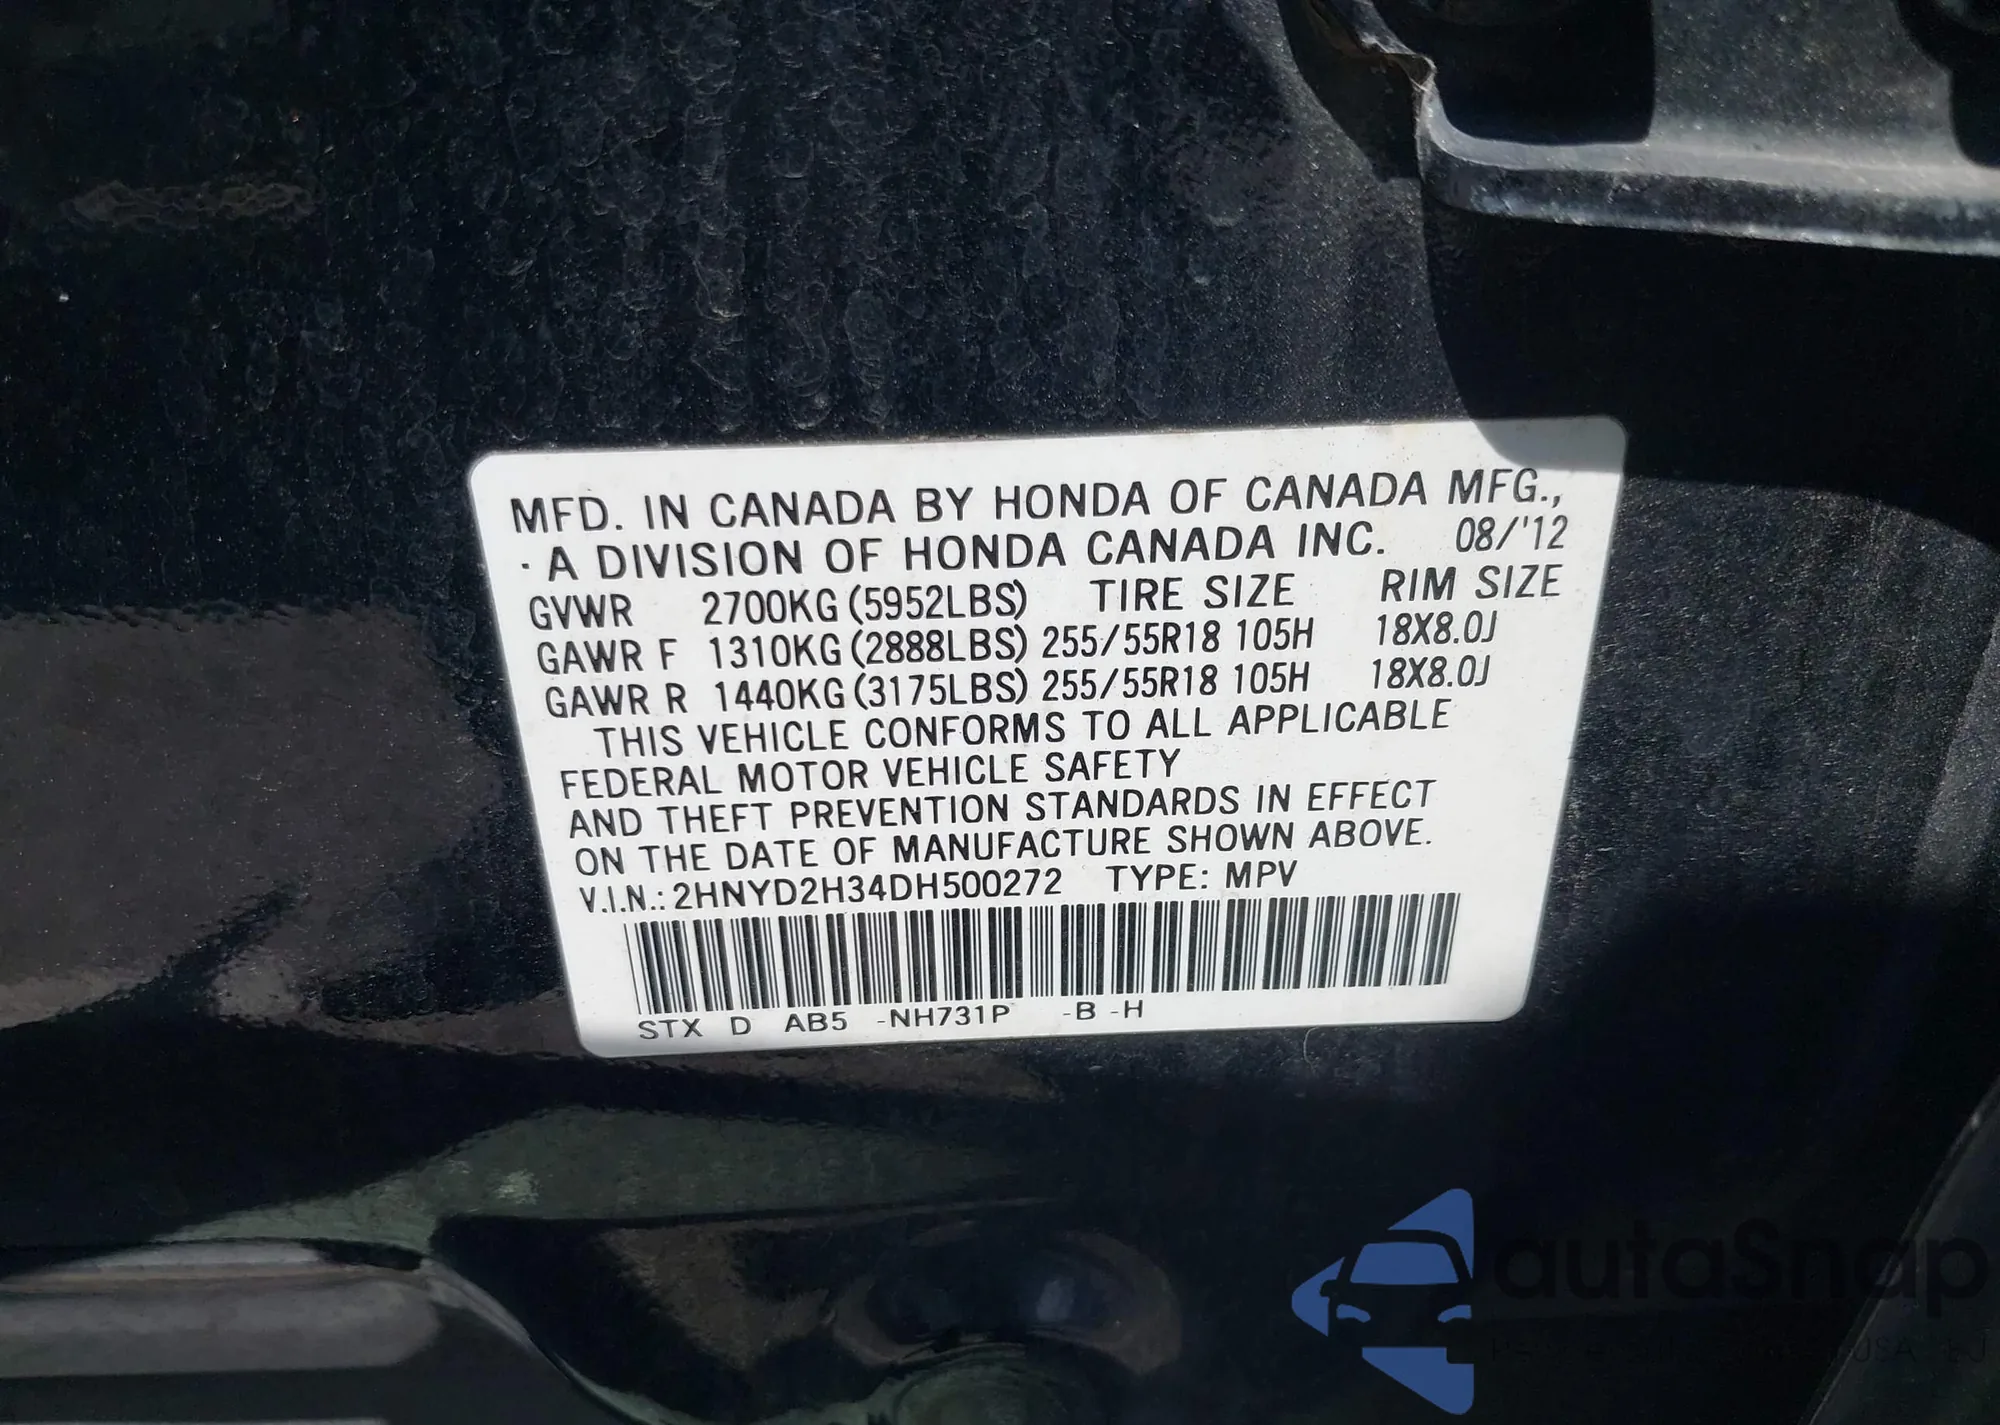 MFD. IN CANADA BY HONDA OF CANADA MFG.,
· A DIVISION OF HONDA CANADA INC. 08/'12
GVWR 2700KG (5952LBS) TIRE SIZE RIM SIZE
GAWR F 1310KG (2888LBS) 255/55R18 105H 18X8.0J
GAWR R 1440KG (3175LBS) 255/55R18 105H 18X8.0J
THIS VEHICLE CONFORMS TO ALL APPLICABLE
FEDERAL MOTOR VEHICLE SAFETY
AND THEFT PREVENTION STANDARDS IN EFFECT
ON THE DATE OF MANUFACTURE SHOWN ABOVE.
V.I.N.: 2HNYD2H34DH500272 TYPE: MPV
STX D AB5 -NH731P -B -H
autoSnap